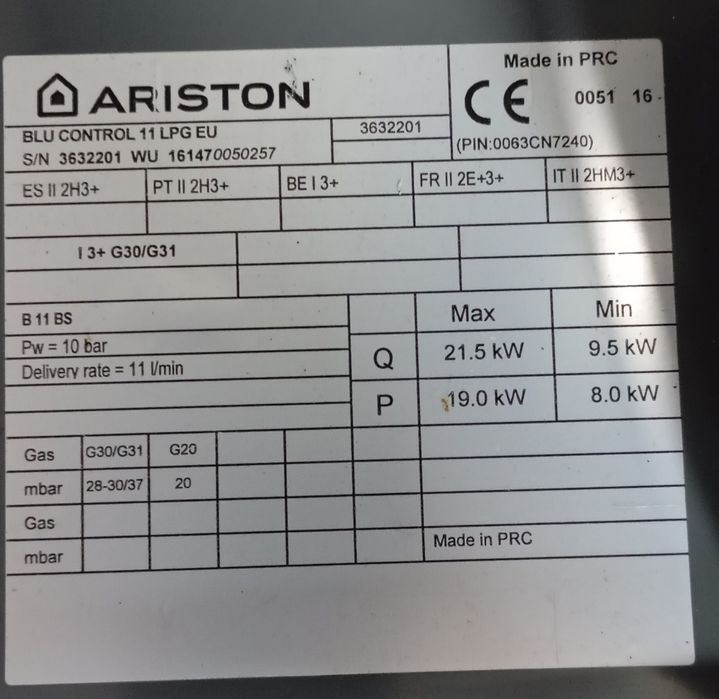 ARISTON
Made in PRC
CE 0051 16
BLU CONTROL 11 LPG EU
3632201
S/N 3632201 WU 161470050257
(PIN:0063CN7240)
ES II 2H3+ PT II 2H3+ BE I 3+ FR II 2E+3+ IT II 2HM3+
I 3+ G30/G31
B 11 BS
Max Min
Pw = 10 bar
Delivery rate = 11 l/min
Q 21.5 kW 9.5 kW
P 19.0 kW 8.0 kW
Gas G30/G31 G20
mbar 28-30/37 20
Gas
mbar
Made in PRC